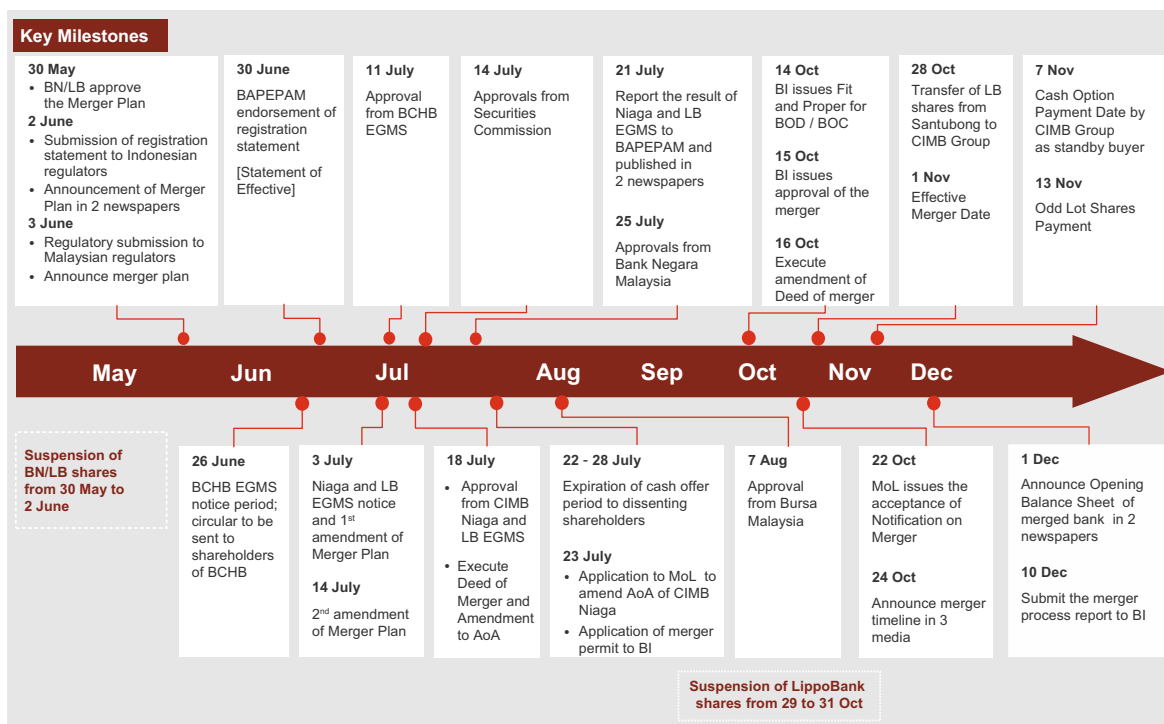 Key Milestones
30 May
• BN/LB approve
the Merger Plan
2 June
• Submission of registration
statement to Indonesian
regulators
• Announcement of Merger
Plan in 2 newspapers
3 June
• Regulatory submission to
Malaysian regulators
• Announce merger plan
30 June
BAPEPAM
endorsement of
registration
statement
[Statement of
Effective]
11 July
Approval
from BCHB
EGMS
14 July
Approvals from
Securities
Commission
21 July
Report the result of
Niaga and LB
EGMS to
BAPEPAM and
published in
2 newspapers
25 July
Approvals from
Bank Negara
Malaysia
14 Oct
BI issues Fit
and Proper for
BOD / BOC
15 Oct
BI issues
approval of the
merger
16 Oct
Execute
amendment of
Deed of merger
28 Oct
Transfer of LB
shares from
Santubong to
CIMB Group
1 Nov
Effective
Merger Date
7 Nov
Cash Option
Payment Date by
CIMB Group
as standby buyer
13 Nov
Odd Lot Shares
Payment
May Jun Jul Aug Sep Oct Nov Dec
Suspension of
BN/LB shares
from 30 May to
2 June
26 June
BCHB EGMS
notice period;
circular to be
sent to
shareholders
of BCHB
3 July
Niaga and LB
EGMS notice
and 1st
amendment of
Merger Plan
14 July
2nd amendment
of Merger Plan
18 July
• Approval
from CIMB
Niaga and
LB EGMS
• Execute
Deed of
Merger and
Amendment
to AoA
22 - 28 July
Expiration of cash offer
period to dissenting
shareholders
23 July
• Application to MoL to
amend AoA of CIMB
Niaga
• Application of merger
permit to BI
7 Aug
Approval
from Bursa
Malaysia
22 Oct
MoL issues the
acceptance of
Notification on
Merger
24 Oct
Announce merger
timeline in 3
media
1 Dec
Announce Opening
Balance Sheet of
merged bank in 2
newspapers
10 Dec
Submit the merger
process report to BI
Suspension of LippoBank
shares from 29 to 31 Oct